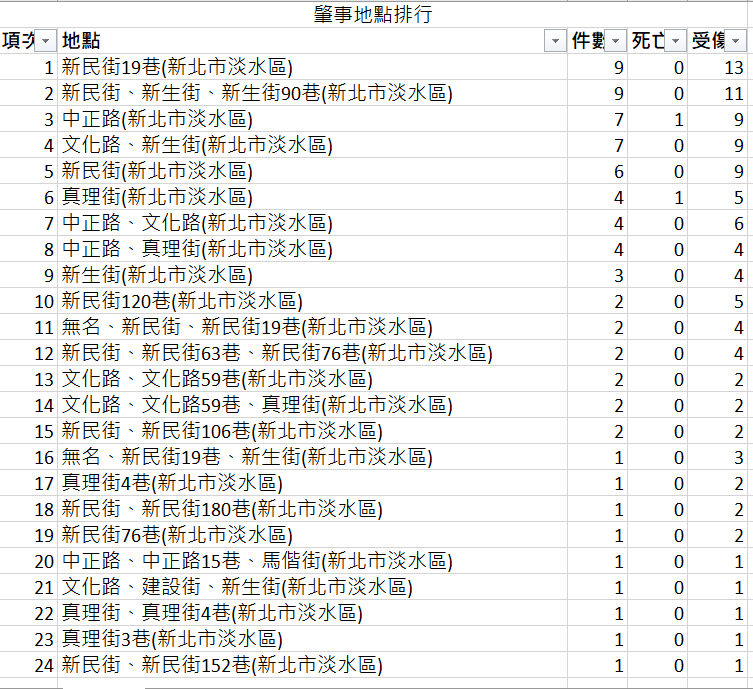 肇事地點排行
項次 地點 件數 死亡 受傷
1 新民街19巷(新北市淡水區) 9 0 13
2 新民街、新生街、新生街90巷(新北市淡水區) 9 0 11
3 中正路(新北市淡水區) 7 1 9
4 文化路、新生街(新北市淡水區) 7 0 9
5 新民街(新北市淡水區) 6 0 9
6 真理街(新北市淡水區) 4 1 5
7 中正路、文化路(新北市淡水區) 4 0 6
8 中正路、真理街(新北市淡水區) 4 0 4
9 新生街(新北市淡水區) 3 0 4
10 新民街120巷(新北市淡水區) 2 0 5
11 無名、新民街、新民街19巷(新北市淡水區) 2 0 4
12 新民街、新民街63巷、新民街76巷(新北市淡水區) 2 0 4
13 文化路、文化路59巷(新北市淡水區) 2 0 2
14 文化路、文化路59巷、真理街(新北市淡水區) 2 0 2
15 新民街、新民街106巷(新北市淡水區) 2 0 2
16 無名、新民街19巷、新生街(新北市淡水區) 1 0 3
17 真理街4巷(新北市淡水區) 1 0 2
18 新民街、新民街180巷(新北市淡水區) 1 0 2
19 新民街76巷(新北市淡水區) 1 0 2
20 中正路、中正路15巷、馬偕街(新北市淡水區) 1 0 1
21 文化路、建設街、新生街(新北市淡水區) 1 0 1
22 真理街、真理街4巷(新北市淡水區) 1 0 1
23 真理街3巷(新北市淡水區) 1 0 1
24 新民街、新民街152巷(新北市淡水區) 1 0 1